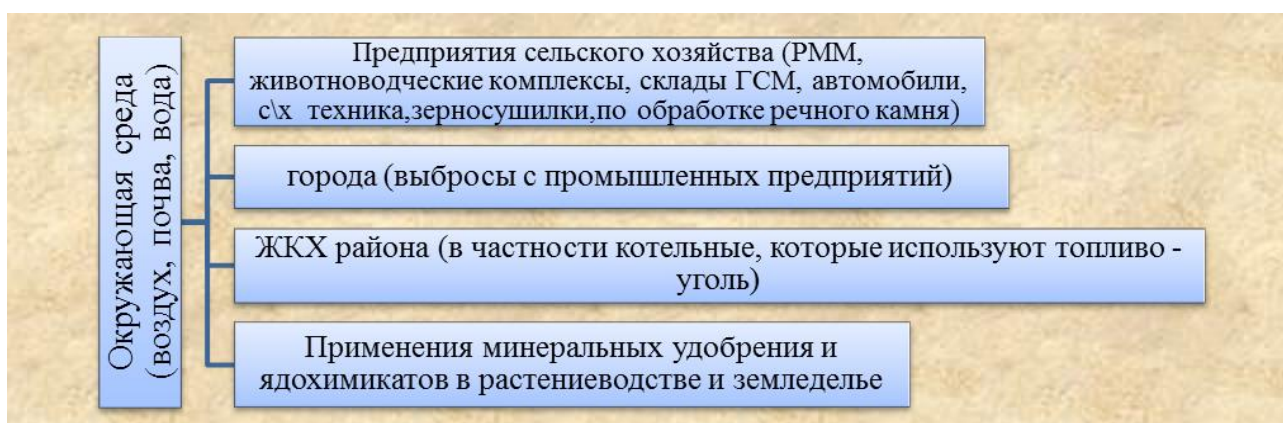 Окружающая среда
(воздух, почва, вода)
Предприятия сельского хозяйства (РММ,
животноводческие комплексы, склады ГСМ, автомобили,
с\х техника,зерносушилки,по обработке речного камня)
города (выбросы с промышленных предприятий)
ЖКХ района (в частности котельные, которые используют топливо -
уголь)
Применения минеральных удобрения и
ядохимикатов в растениеводстве и земледелье